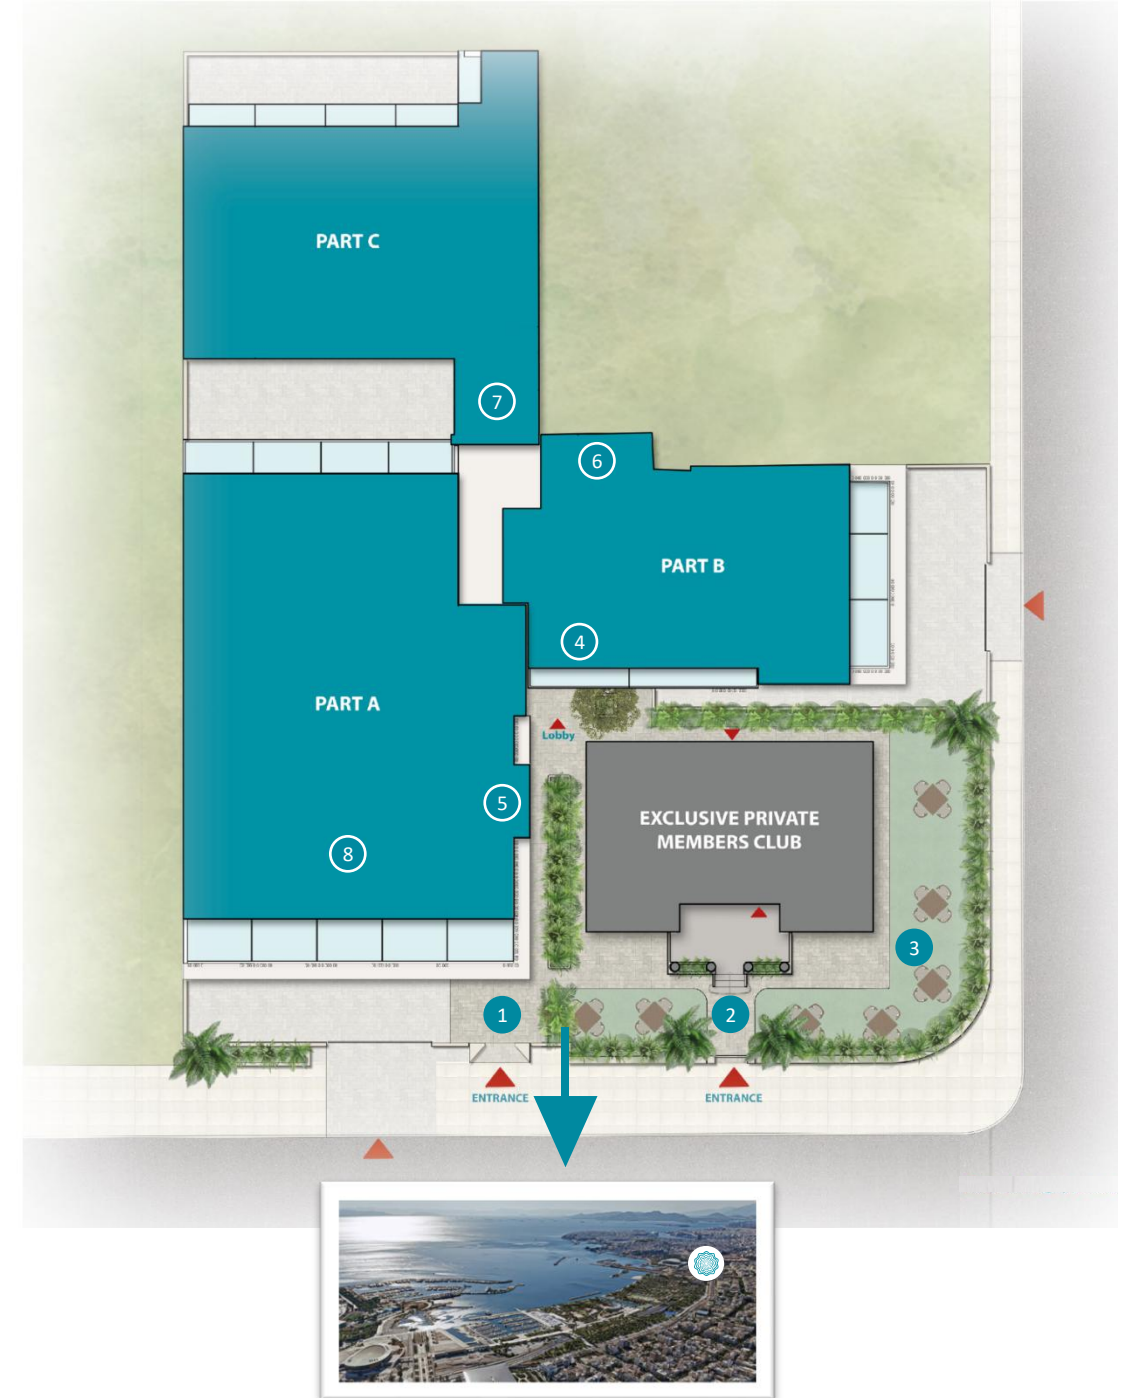 PART C
7
6
PART B
4
PART A
Lobby
5
EXCLUSIVE PRIVATE
MEMBERS CLUB
8
3
1
2
ENTRANCE
ENTRANCE